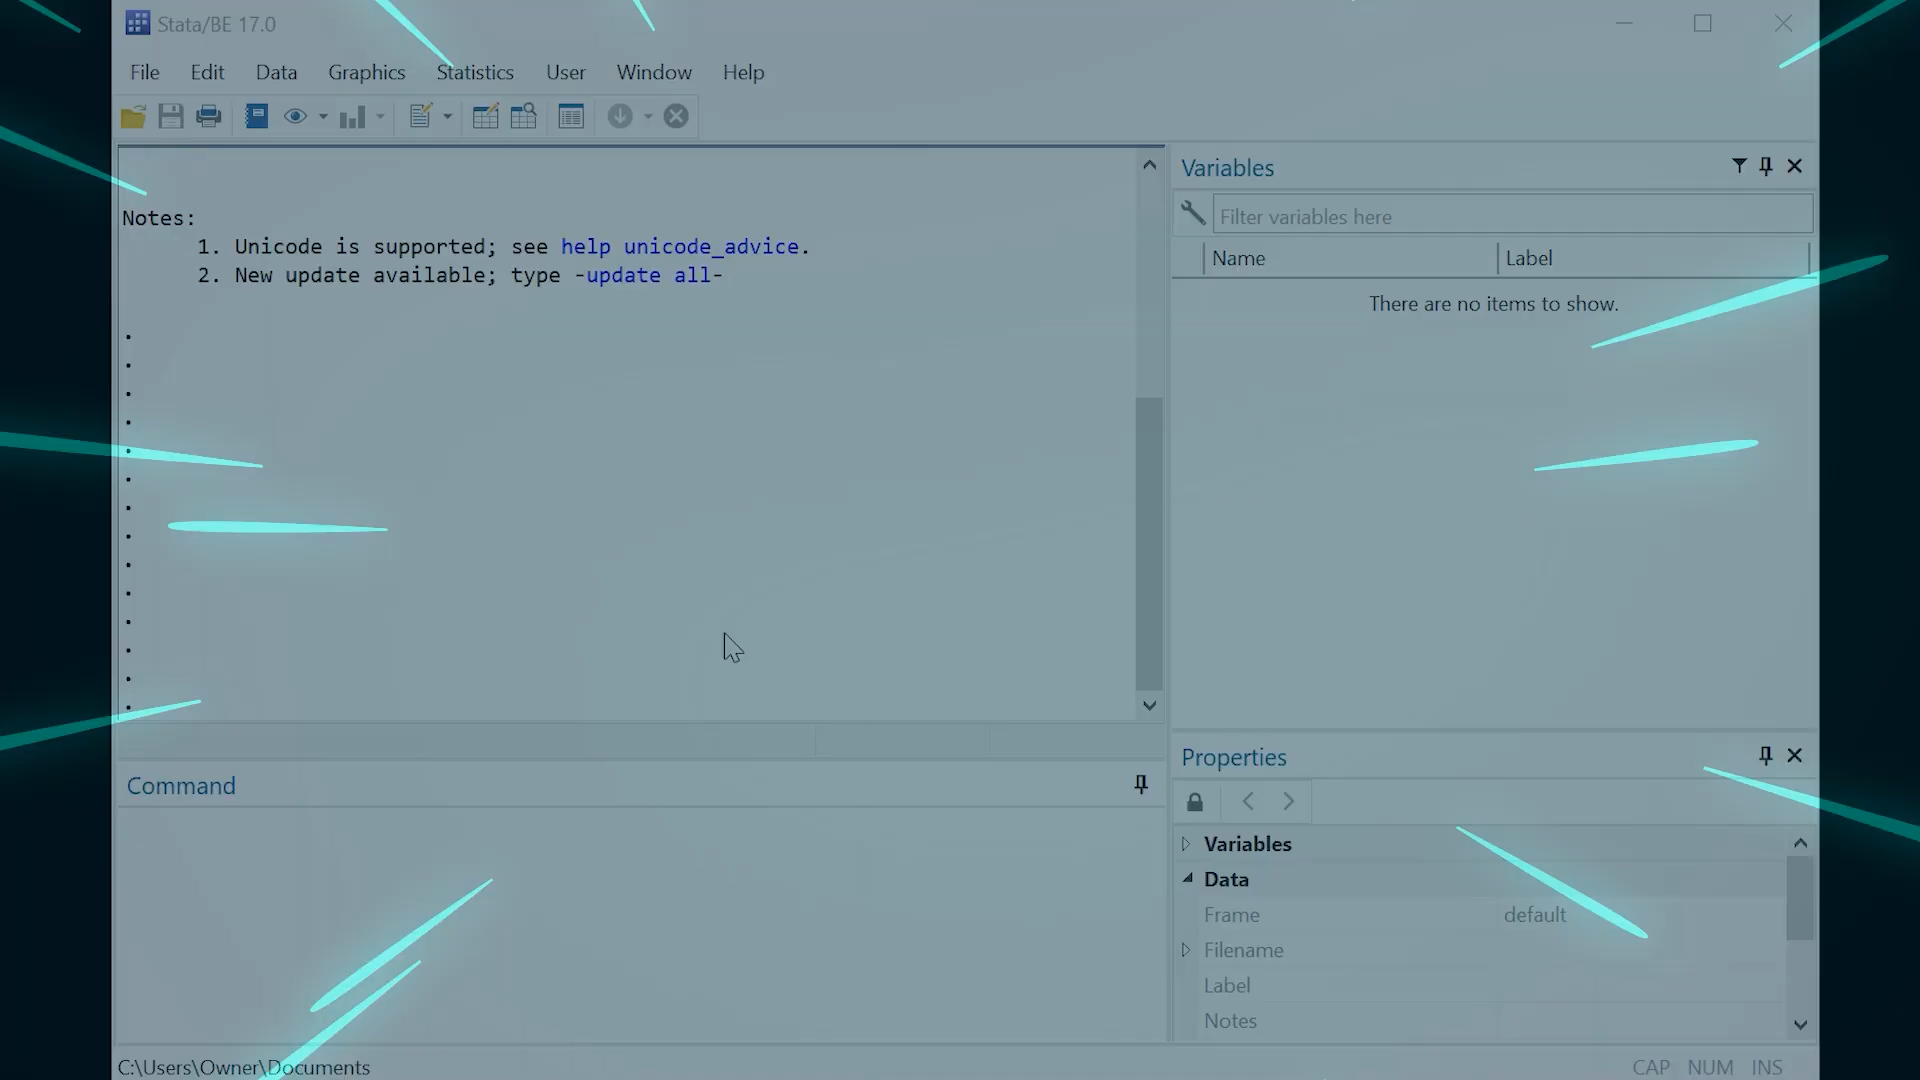 Stata/BE 17.0
File Edit Data Graphics Statistics User Window Help
Notes:
1. Unicode is supported; see help unicode_advice.
2. New update available; type -update all-
.
.
.
.
.
.
.
.
.
.
.
.
.
.
Command
Variables
Filter variables here
Name Label
There are no items to show.
Properties
Variables
Data
Frame default
Filename
Label
Notes
C:\Users\Owner\Documents
CAP NUM INS